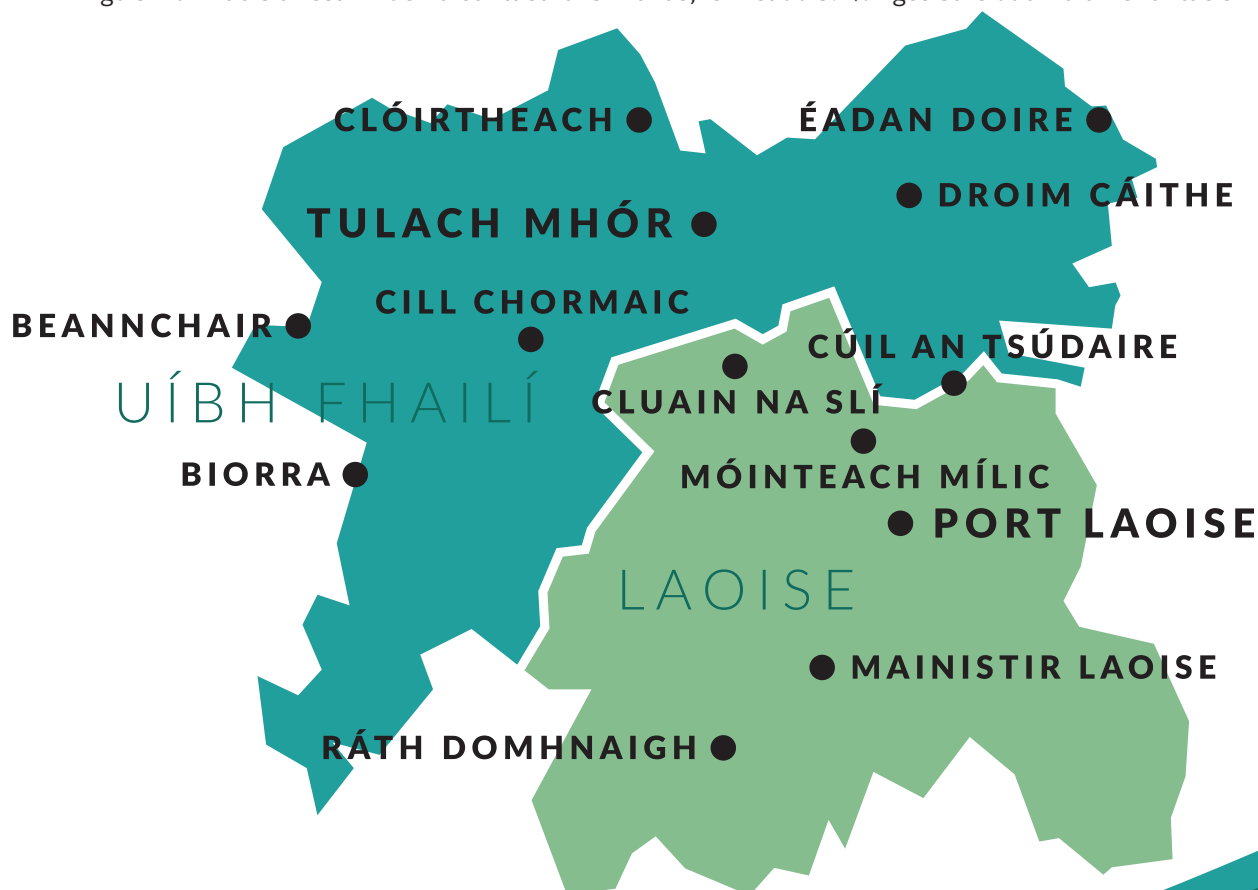 CLÓIRTHEACH
ÉADAN DOIRE
DROIM CÁITHE
TULACH MHÓR
CILL CHORMAIC
BEANNCHAIR
CÚIL AN TSÚDAIRE
UÍBH FHAILÍ
CLUAIN NA SLÍ
BIORRA
MÓINTEACH MÍLIC
PORT LAOISE
LAOISE
MAINISTIR LAOISE
RÁTH DOMHNAIGH